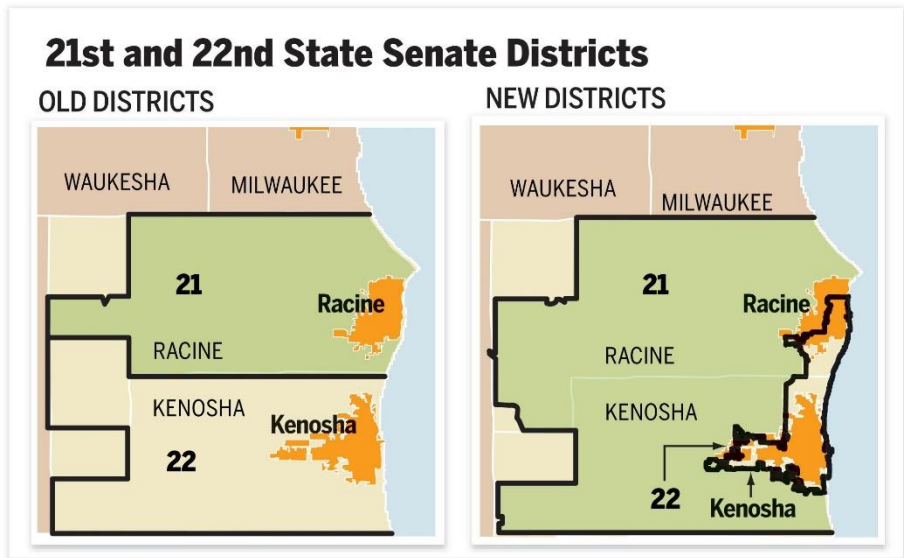 21st and 22nd State Senate Districts
OLD DISTRICTS
WAUKESHA
MILWAUKEE
21
Racine
RACINE
KENOSHA
Kenosha
22
NEW DISTRICTS
WAUKESHA
MILWAUKEE
21
Racine
RACINE
KENOSHA
22
Kenosha